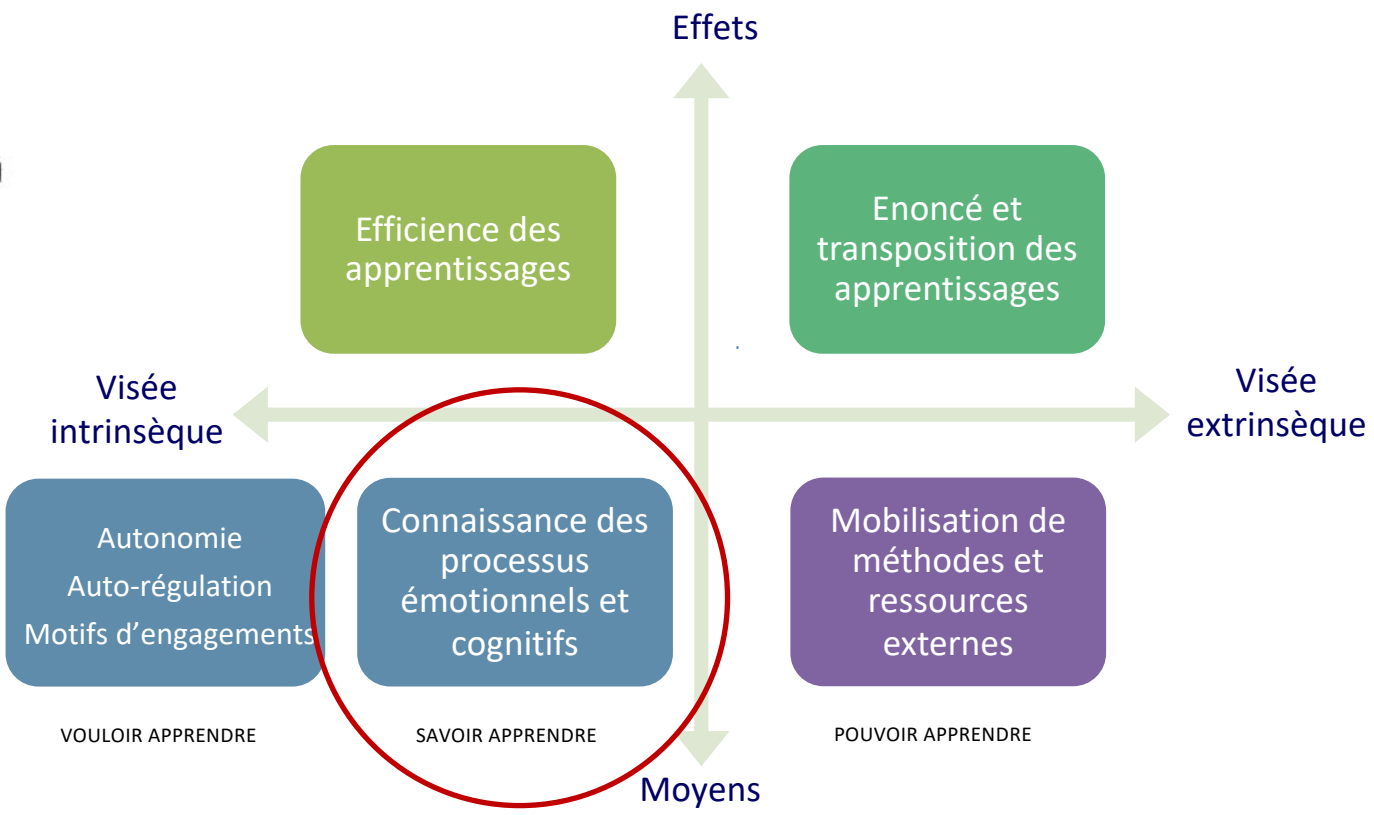 Effets
Efficience des
apprentissages
Enoncé et
transposition des
apprentissages
Visée
intrinsèque
Visée
extrinsèque
Autonomie
Auto-régulation
Motifs d'engagements
Connaissance des
processus
émotionnels et
cognitifs
Mobilisation de
méthodes et
ressources
externes
VOULOIR APPRENDRE
SAVOIR APPRENDRE
POUVOIR APPRENDRE
Moyens